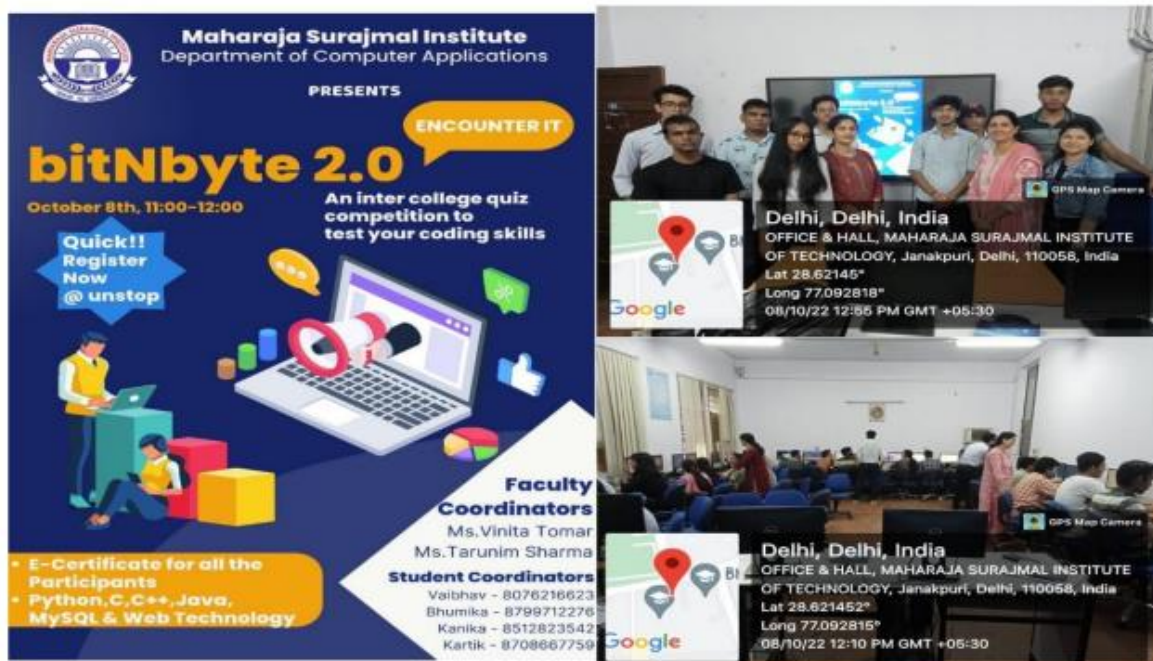 Maharaja Surajmal Institute
Department of Computer Applications
PRESENTS
ENCOUNTER IT
bitNbyte 2.0
October 8th, 11:00-12:00
An inter college quiz
competition to
test your coding skills
Quick!!
Register
Now
@ unstop
Faculty
Coordinators
Ms.Vinita Tomar
Ms.Tarunim Sharma
Student Coordinators
Vaibhav - 8076216623
Bhumika - 8799712276
Kanika - 8512823542
Kartik - 8708667759
• E-Certificate for all the
Participants
• Python,C,C++,Java,
MySQL & Web Technology
bitNbyte 2.0
GPS Map Camera
Google
Delhi, Delhi, India
OFFICE & HALL, MAHARAJA SURAJMAL INSTITUTE
OF TECHNOLOGY, Janakpuri, Delhi, 110058, India
Lat 28.62145°
Long 77.092818°
08/10/22 12:55 PM GMT +05:30
GPS Map Camera
Google
Delhi, Delhi, India
OFFICE & HALL, MAHARAJA SURAJMAL INSTITUTE
OF TECHNOLOGY, Janakpuri, Delhi, 110058, India
Lat 28.621452°
Long 77.092815°
08/10/22 12:10 PM GMT +05:30